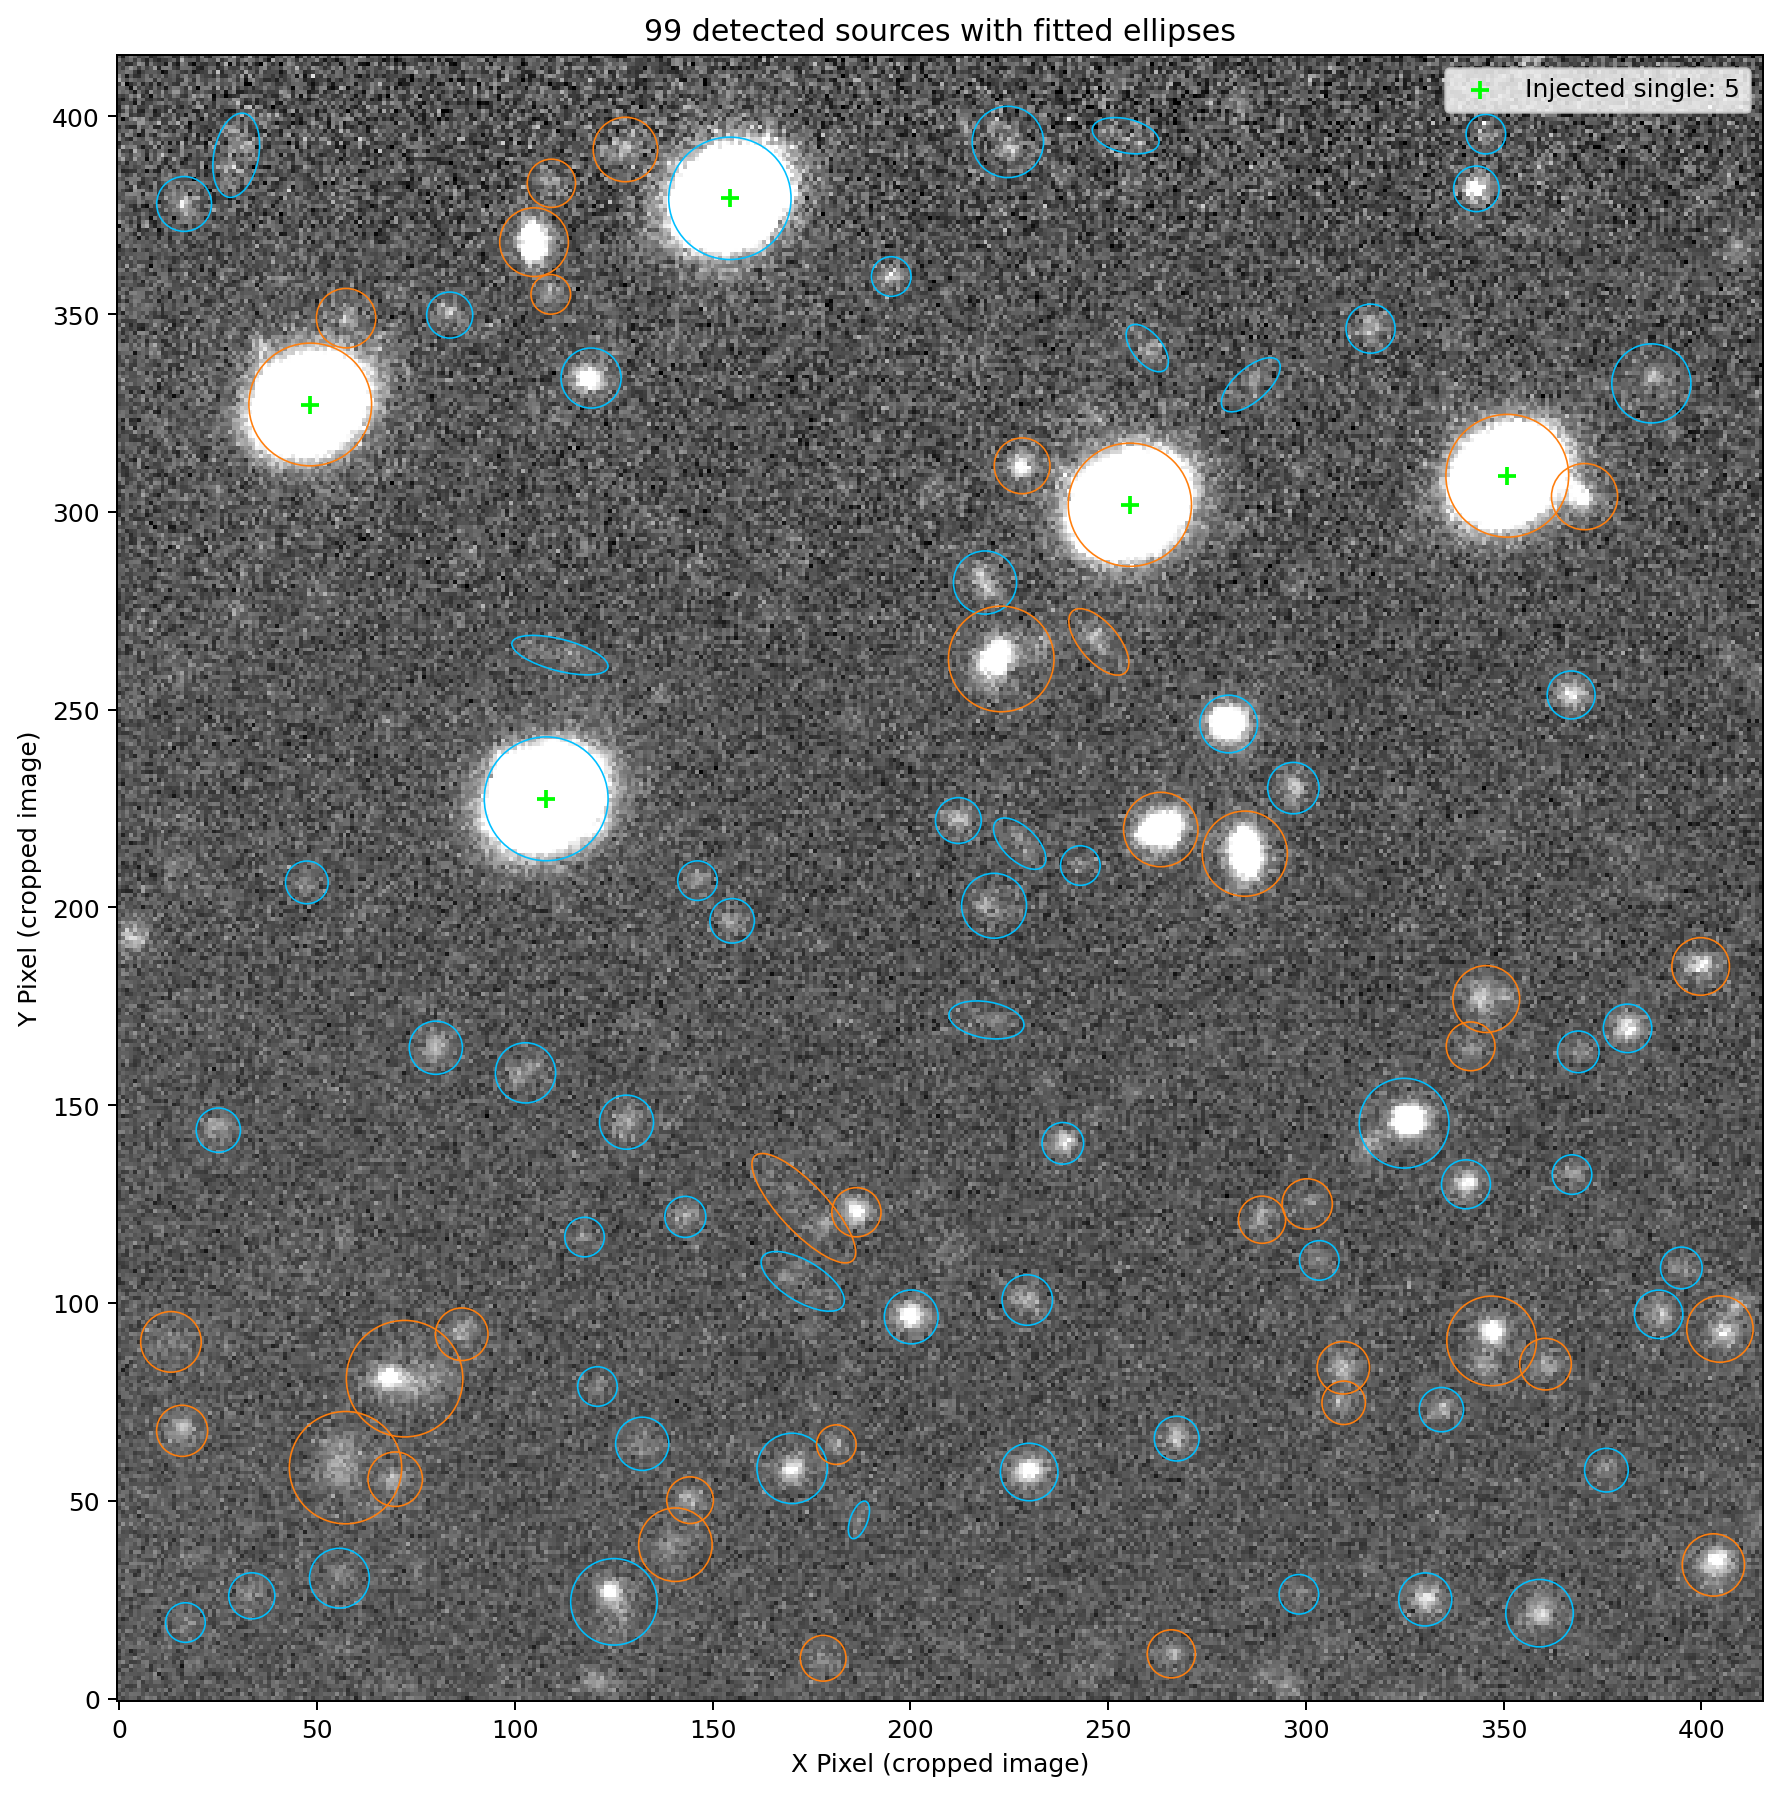 99 detected sources with fitted ellipses
Injected single: 5
400
350
300
250
200
150
100
50
0
Y Pixel (cropped image)
0 50 100 150 200 250 300 350 400
X Pixel (cropped image)